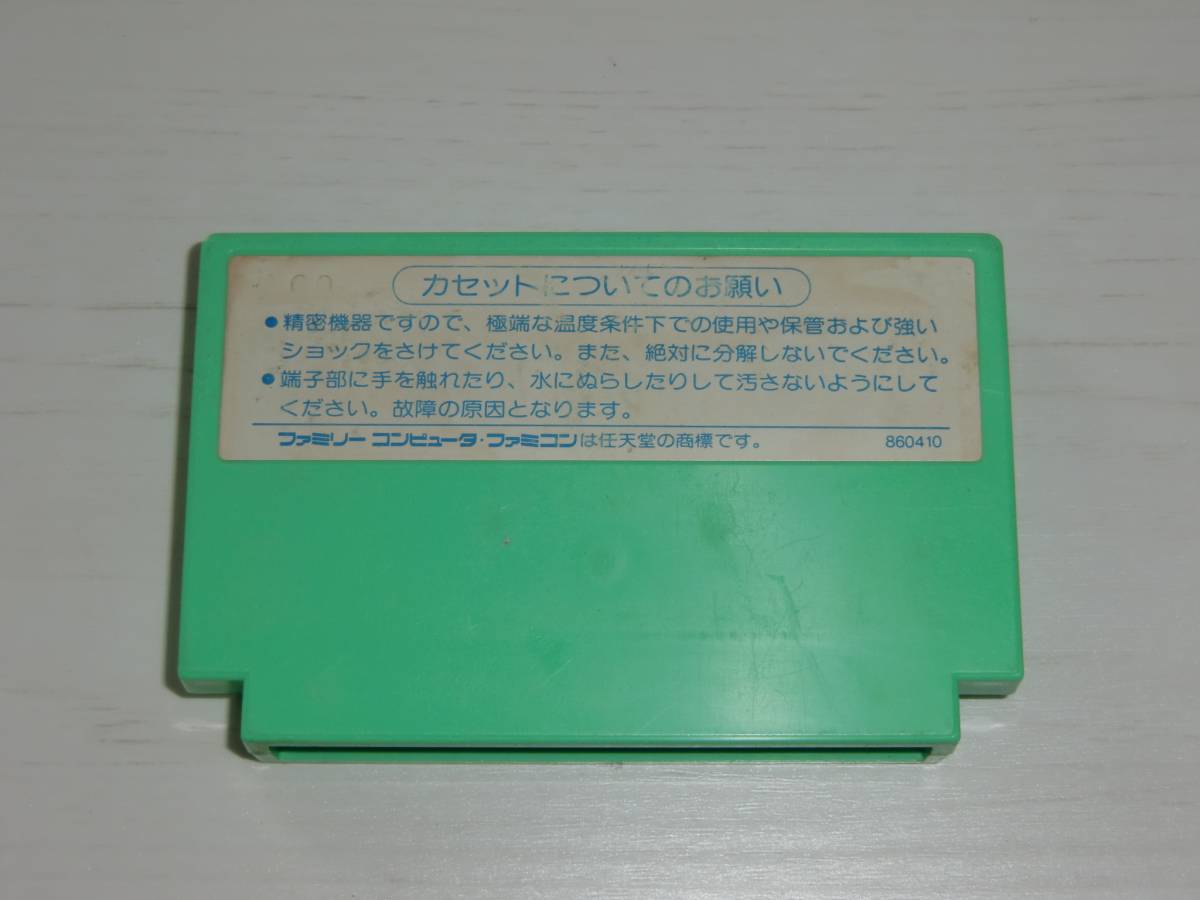 カセットについてのお願い
●精密機器ですので、極端な温度条件下での使用や保管および強い
ショックをさけてください。また、絶対に分解しないでください。
●端子部に手を触れたり、水にぬらしたりして汚さないようにして
ください。故障の原因となります。
ファミリー コンピュータ・ファミコンは任天堂の商標です。 860410